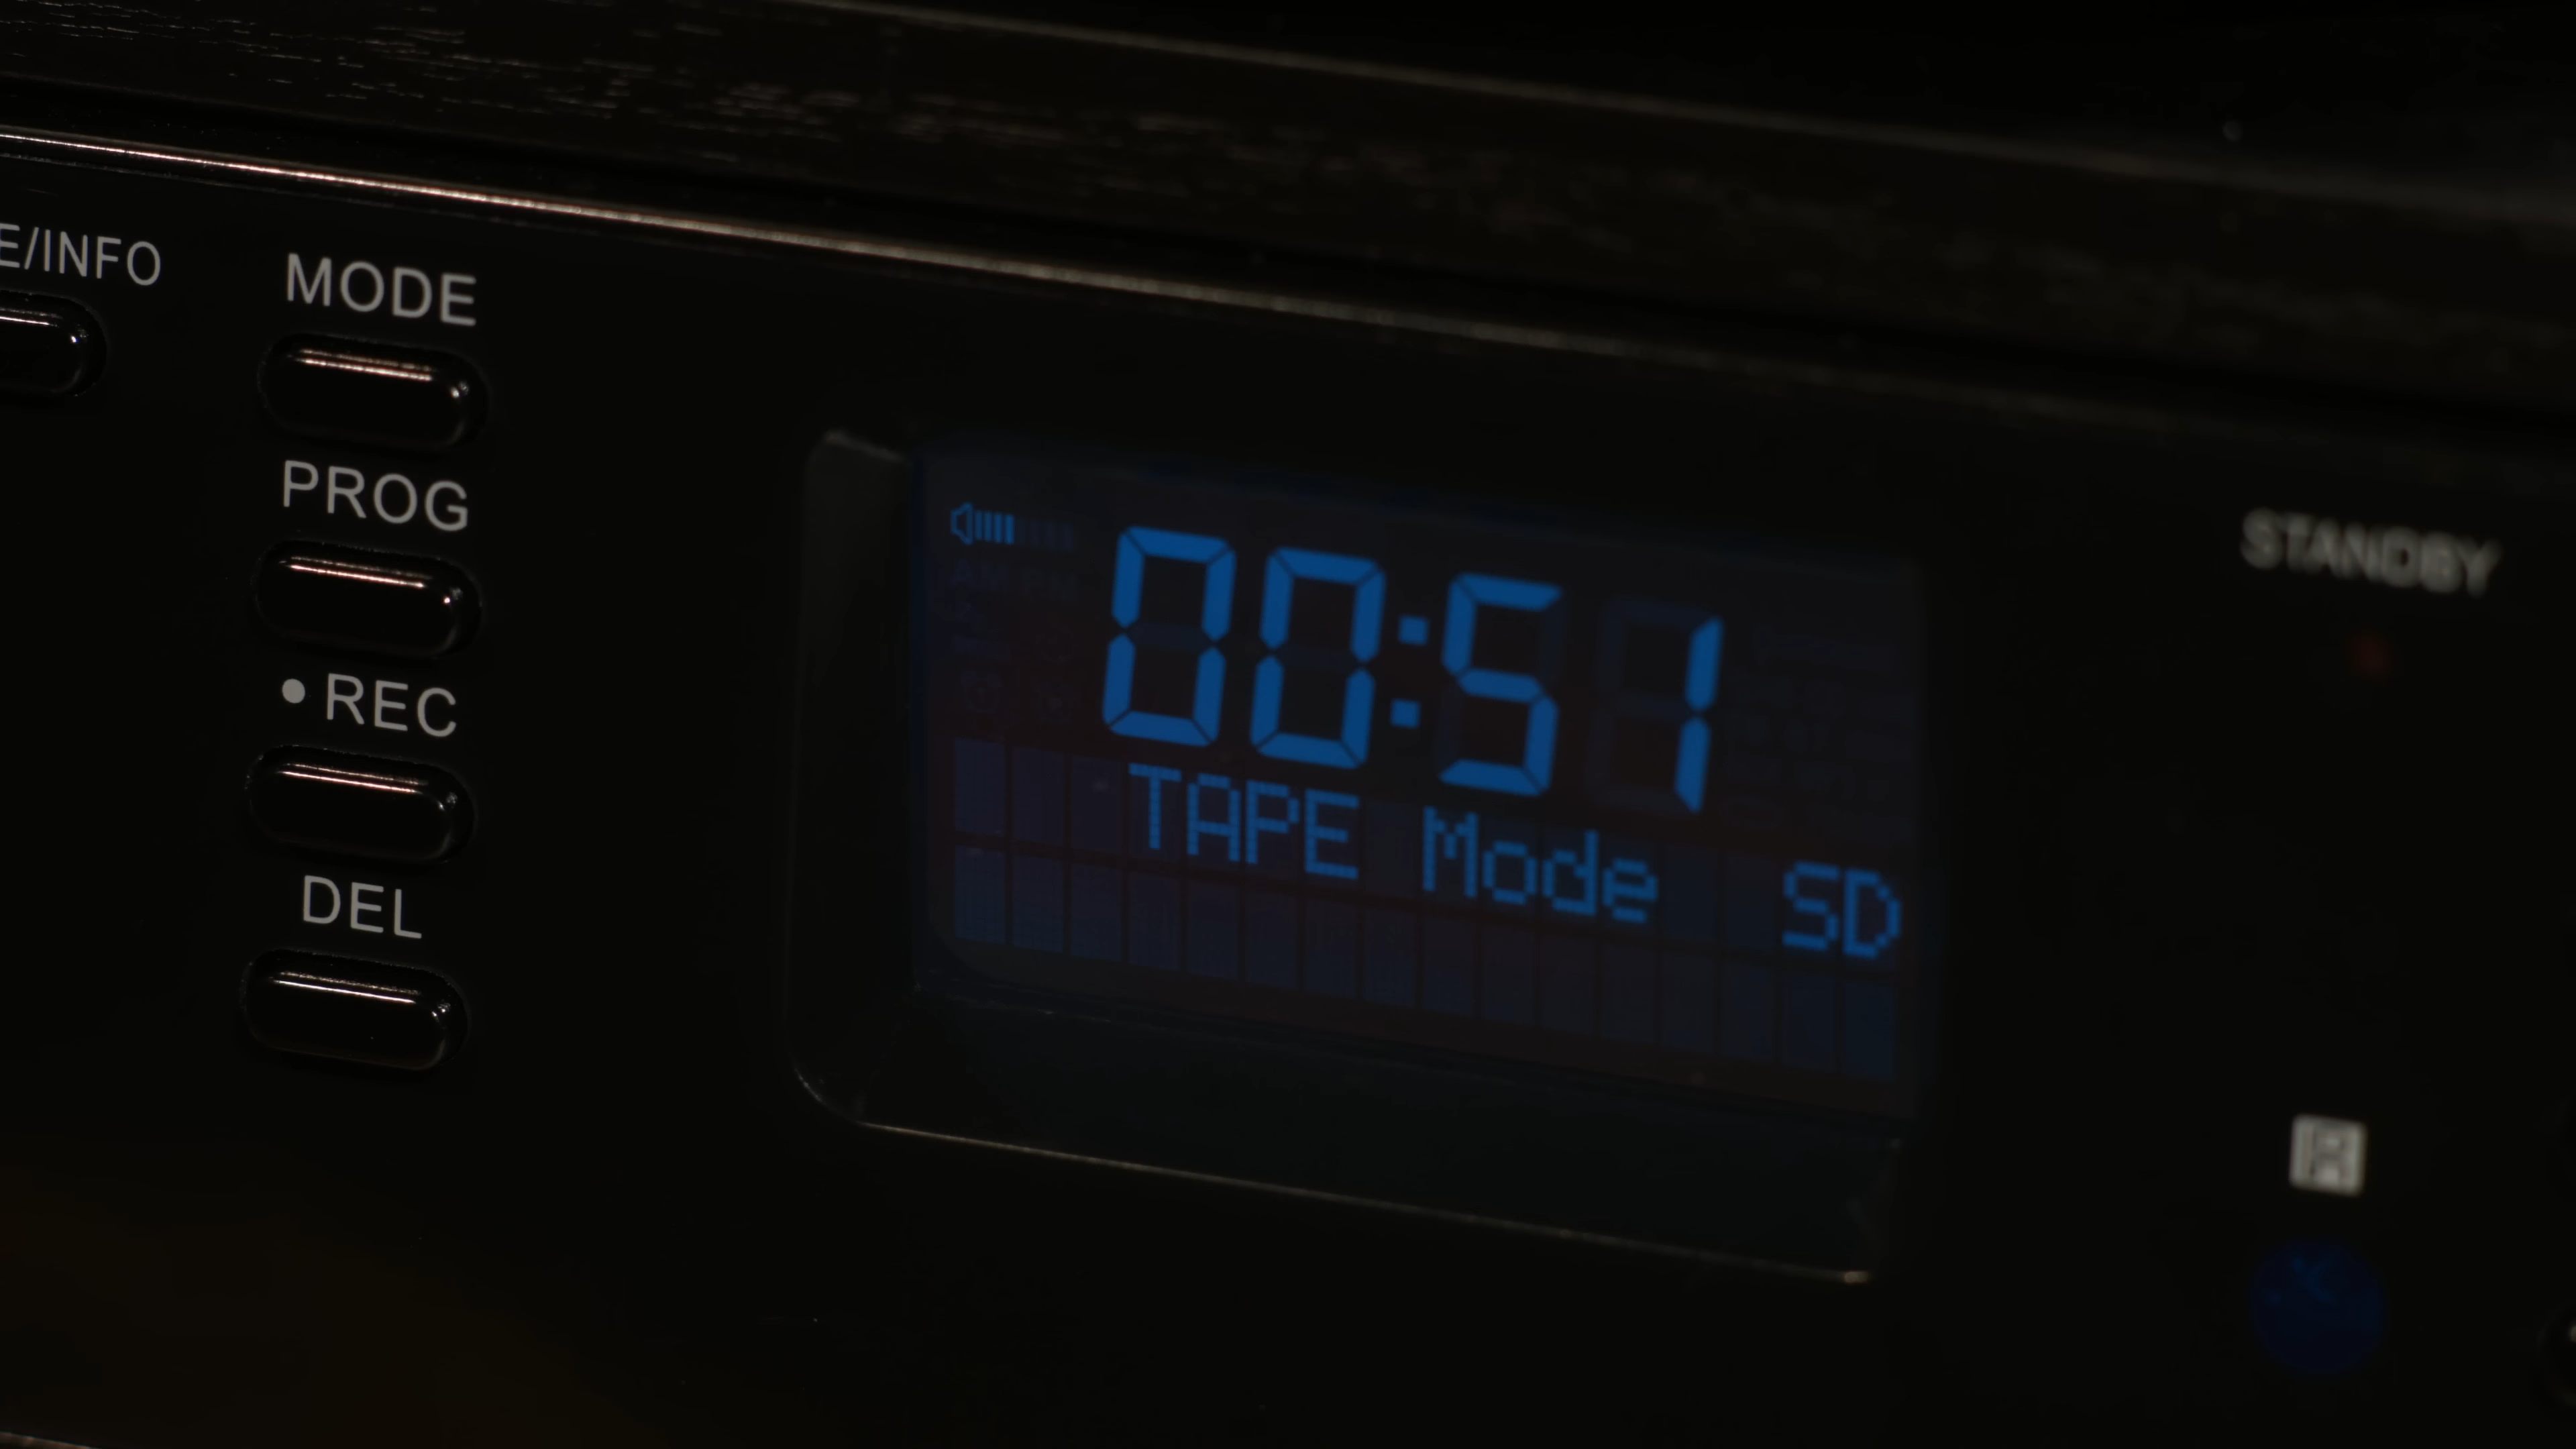 E/INFO
MODE
PROG
• REC
DEL
00:51
TAPE Mode SD
STANDBY